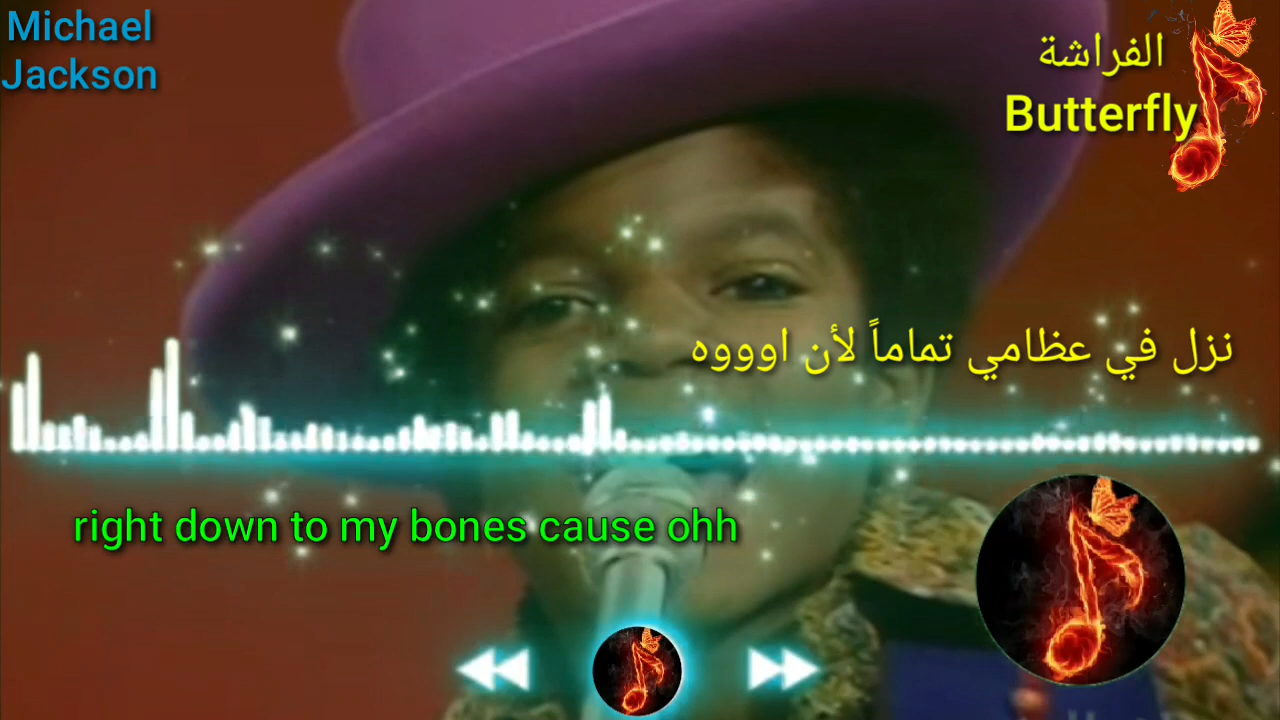 Michael
Jackson
الفراشة
Butterfly
نزل في عظامي تماماً لأن اوووه
right down to my bones cause ohh